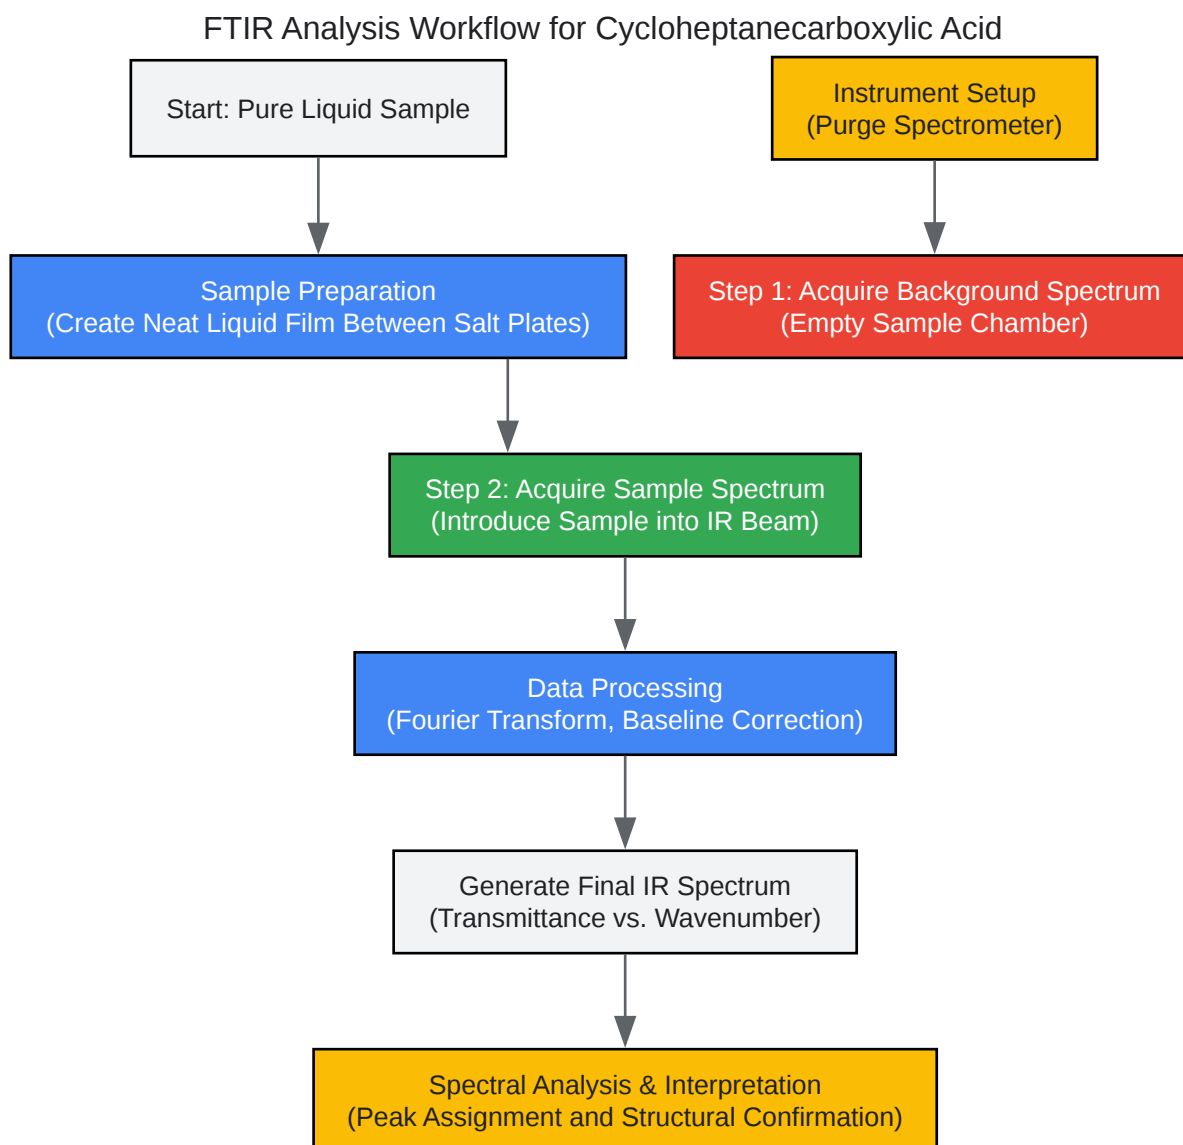 FTIR Analysis Workflow for Cycloheptanecarboxylic Acid
Start: Pure Liquid Sample
Instrument Setup
(Purge Spectrometer)
Sample Preparation
(Create Neat Liquid Film Between Salt Plates)
Step 1: Acquire Background Spectrum
(Empty Sample Chamber)
Step 2: Acquire Sample Spectrum
(Introduce Sample into IR Beam)
Data Processing
(Fourier Transform, Baseline Correction)
Generate Final IR Spectrum
(Transmittance vs. Wavenumber)
Spectral Analysis & Interpretation
(Peak Assignment and Structural Confirmation)